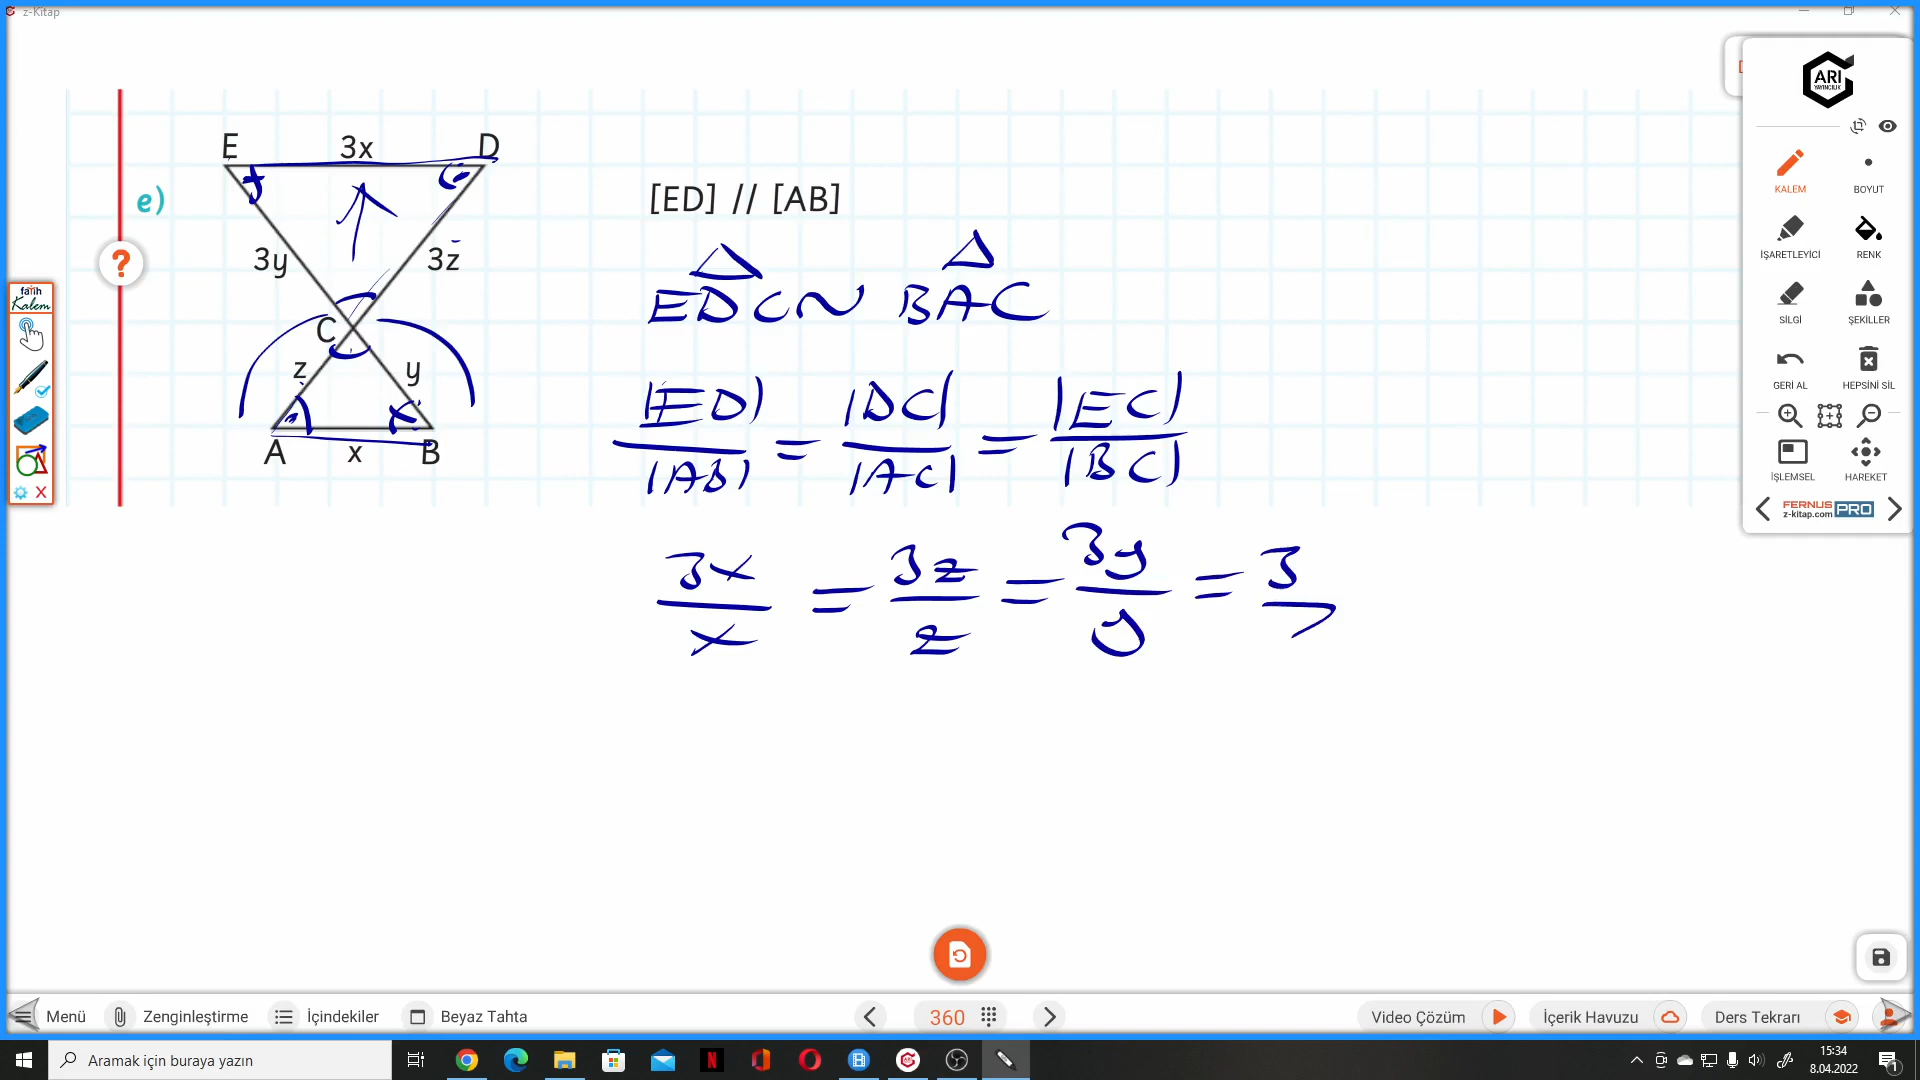 z-Kitap
ARI
YAYINCILIK
KALEM
BOYUT
İŞARETLEYİCİ
RENK
SİLGİ
ŞEKİLLER
GERİ AL
HEPSİNİ SİL
İŞLEMSEL
HAREKET
FERNUS
z-kitap.com
PRO
fatih
Kalem
e)
E 3x D
3y 3z
C
z y
A x B
[ED] // [AB]
EDC ~ BAC
|ED| / |AB| = |DC| / |AC| = |EC| / |BC|
3x / x = 3z / z = 3y / y = 3
?
Menü Zenginleştirme İçindekiler Beyaz Tahta 360 Video Çözüm İçerik Havuzu Ders Tekrarı
Aramak için buraya yazın
15:34
8.04.2022
1